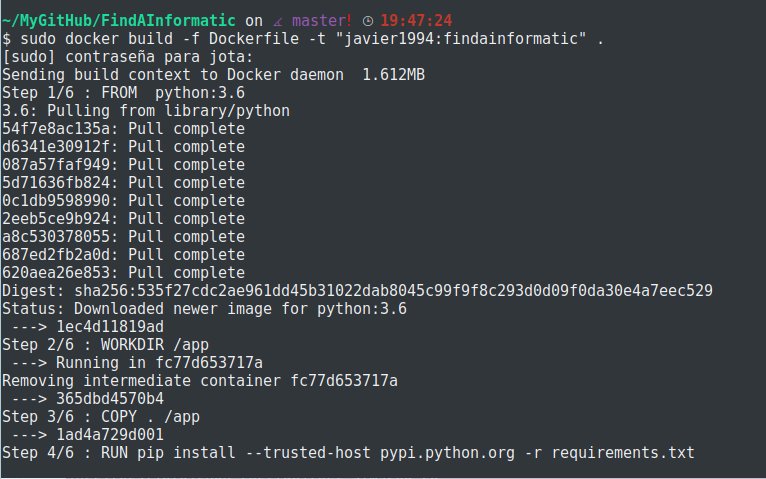 ~/MyGitHub/FindAInformatic on master! 19:47:24
$ sudo docker build -f Dockerfile -t "javier1994:findainformatic" .
[sudo] contraseña para jota:
Sending build context to Docker daemon  1.612MB
Step 1/6 : FROM  python:3.6
3.6: Pulling from library/python
54f7e8ac135a: Pull complete
d6341e30912f: Pull complete
087a57faf949: Pull complete
5d71636fb824: Pull complete
0c1db9598990: Pull complete
2eeb5ce9b924: Pull complete
a8c530378055: Pull complete
687ed2fb2a0d: Pull complete
620aea26e853: Pull complete
Digest: sha256:535f27cdc2ae961dd45b31022dab8045c99f9f8c293d0d09f0da30e4a7eec529
Status: Downloaded newer image for python:3.6
 ---> 1ec4d11819ad
Step 2/6 : WORKDIR /app
 ---> Running in fc77d653717a
Removing intermediate container fc77d653717a
 ---> 365dbd4570b4
Step 3/6 : COPY . /app
 ---> 1ad4a729d001
Step 4/6 : RUN pip install --trusted-host pypi.python.org -r requirements.txt